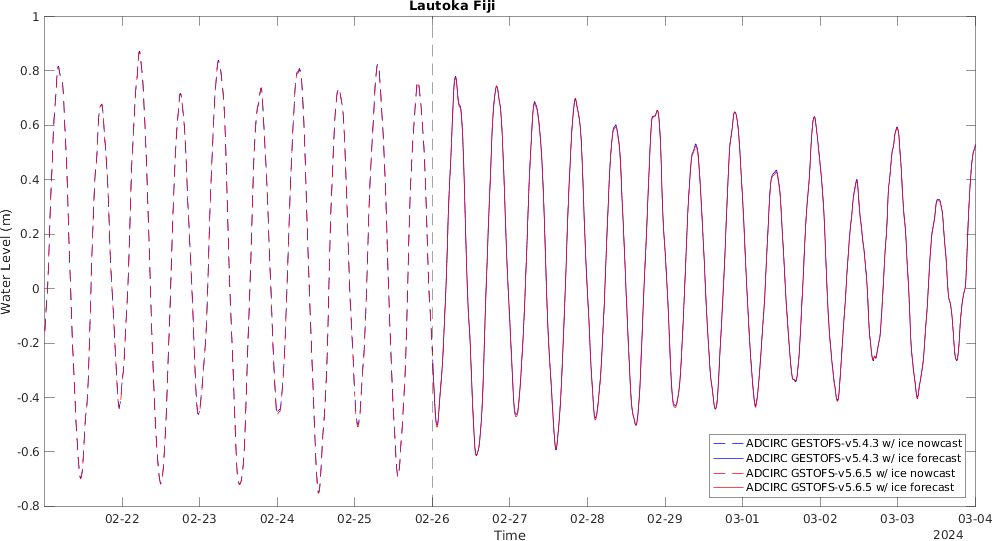 Lautoka Fiji
1
0.8
0.6
0.4
0.2
0
-0.2
-0.4
-0.6
-0.8
Water Level (m)
02-22 02-23 02-24 02-25 02-26 02-27 02-28 02-29 03-01 03-02 03-03 03-04
Time
2024
ADCIRC GESTOFS-v5.4.3 w/ ice nowcast
ADCIRC GESTOFS-v5.4.3 w/ ice forecast
ADCIRC GSTOFS-v5.6.5 w/ ice nowcast
ADCIRC GSTOFS-v5.6.5 w/ ice forecast